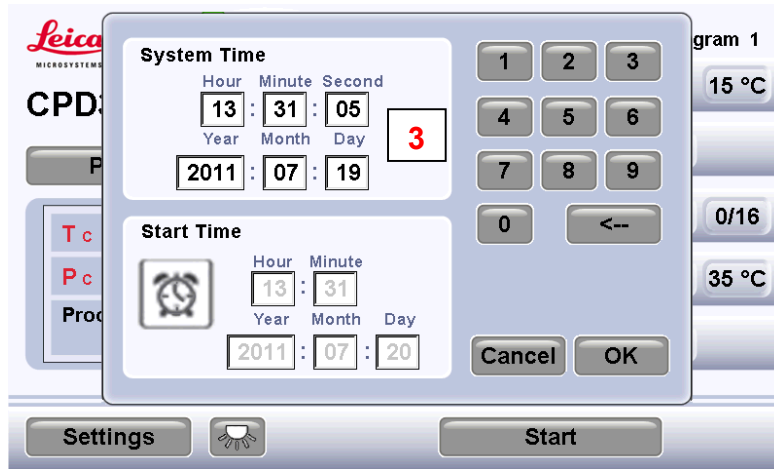 Leica
MICROSYSTEMS
gram 1
CPD
15 °C
System Time
Hour Minute Second
13 : 31 : 05
Year Month Day
2011 : 07 : 19
3
1 2 3
4 5 6
7 8 9
0 <--
P
Start Time
Hour Minute
13 : 31
Year Month Day
2011 : 07 : 20
Cancel OK
T c
P c
Proc
0/16
35 °C
Settings
Start